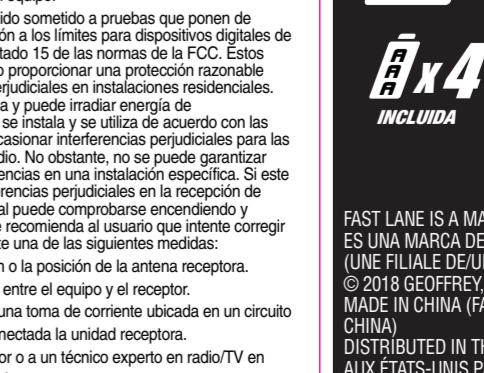 equipo.
ido sometido a pruebas que ponen de
ón a los límites para dispositivos digitales de
tado 15 de las normas de la FCC. Estos
o proporcionar una protección razonable
erjudiciales en instalaciones residenciales.
a y puede irradiar energía de
se instala y se utiliza de acuerdo con las
casionar interferencias perjudiciales para las
dio. No obstante, no se puede garantizar
encias en una instalación específica. Si este
erencias perjudiciales en la recepción de
al puede comprobarse encendiendo y
e recomienda al usuario que intente corregir
te una de las siguientes medidas:
n o la posición de la antena receptora.
entre el equipo y el receptor.
una toma de corriente ubicada en un circuito
nectada la unidad receptora.
or o a un técnico experto en radio/TV en
AAA x4
INCLUIDA
FAST LANE IS A MA
ES UNA MARCA DE
(UNE FILIALE DE/U
© 2018 GEOFFREY,
MADE IN CHINA (FA
CHINA)
DISTRIBUTED IN TH
AUX ÉTATS-UNIS P